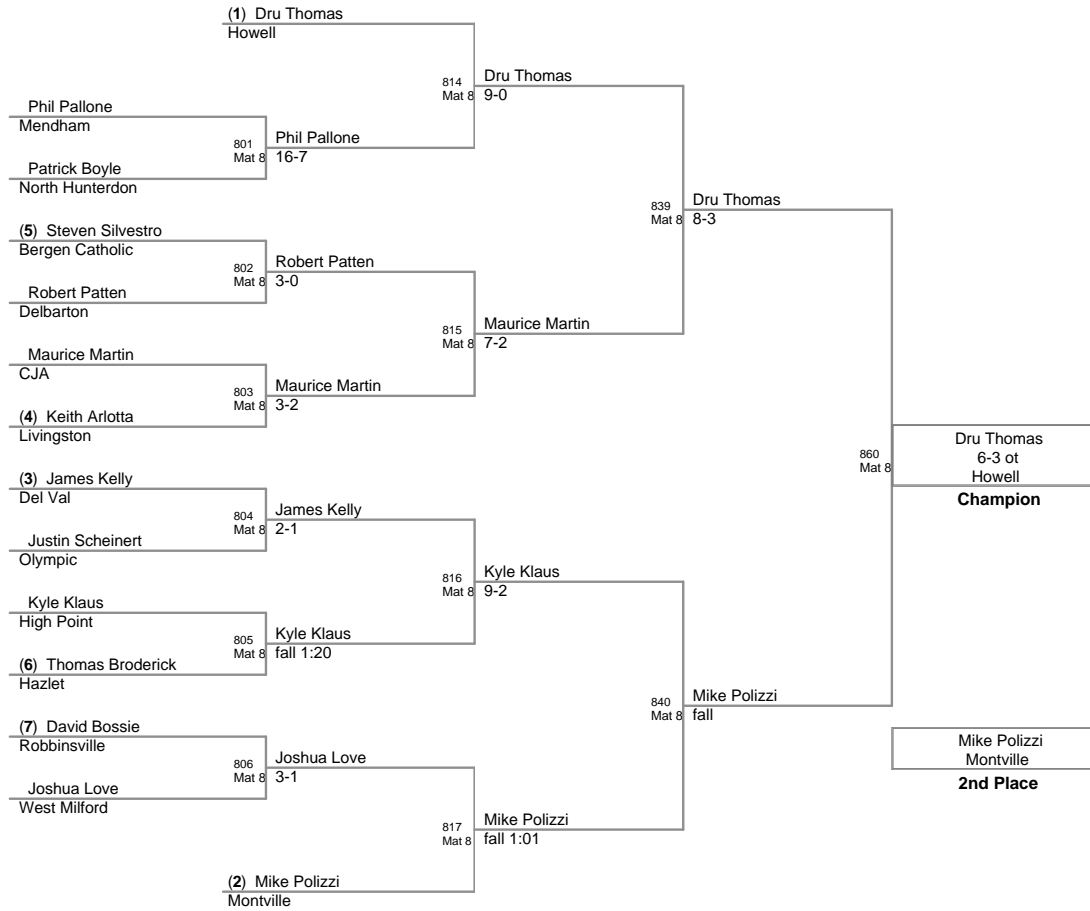 (1) Dru Thomas
Howell
814
Mat 8
Dru Thomas
9-0
Phil Pallone
Mendham
801
Mat 8
Phil Pallone
16-7
Patrick Boyle
North Hunterdon
839
Mat 8
Dru Thomas
8-3
(5) Steven Silvestro
Bergen Catholic
802
Mat 8
Robert Patten
3-0
Robert Patten
Delbarton
815
Mat 8
Maurice Martin
7-2
Maurice Martin
CJA
803
Mat 8
Maurice Martin
3-2
(4) Keith Arlotta
Livingston
860
Mat 8
Dru Thomas
6-3 ot
Howell
Champion
(3) James Kelly
Del Val
804
Mat 8
James Kelly
2-1
Justin Scheinert
Olympic
816
Mat 8
Kyle Klaus
9-2
Kyle Klaus
High Point
805
Mat 8
Kyle Klaus
fall 1:20
(6) Thomas Broderick
Hazlet
840
Mat 8
Mike Polizzi
fall
(7) David Bossie
Robbinsville
806
Mat 8
Joshua Love
3-1
Joshua Love
West Milford
Mike Polizzi
Montville
2nd Place
817
Mat 8
Mike Polizzi
fall 1:01
(2) Mike Polizzi
Montville